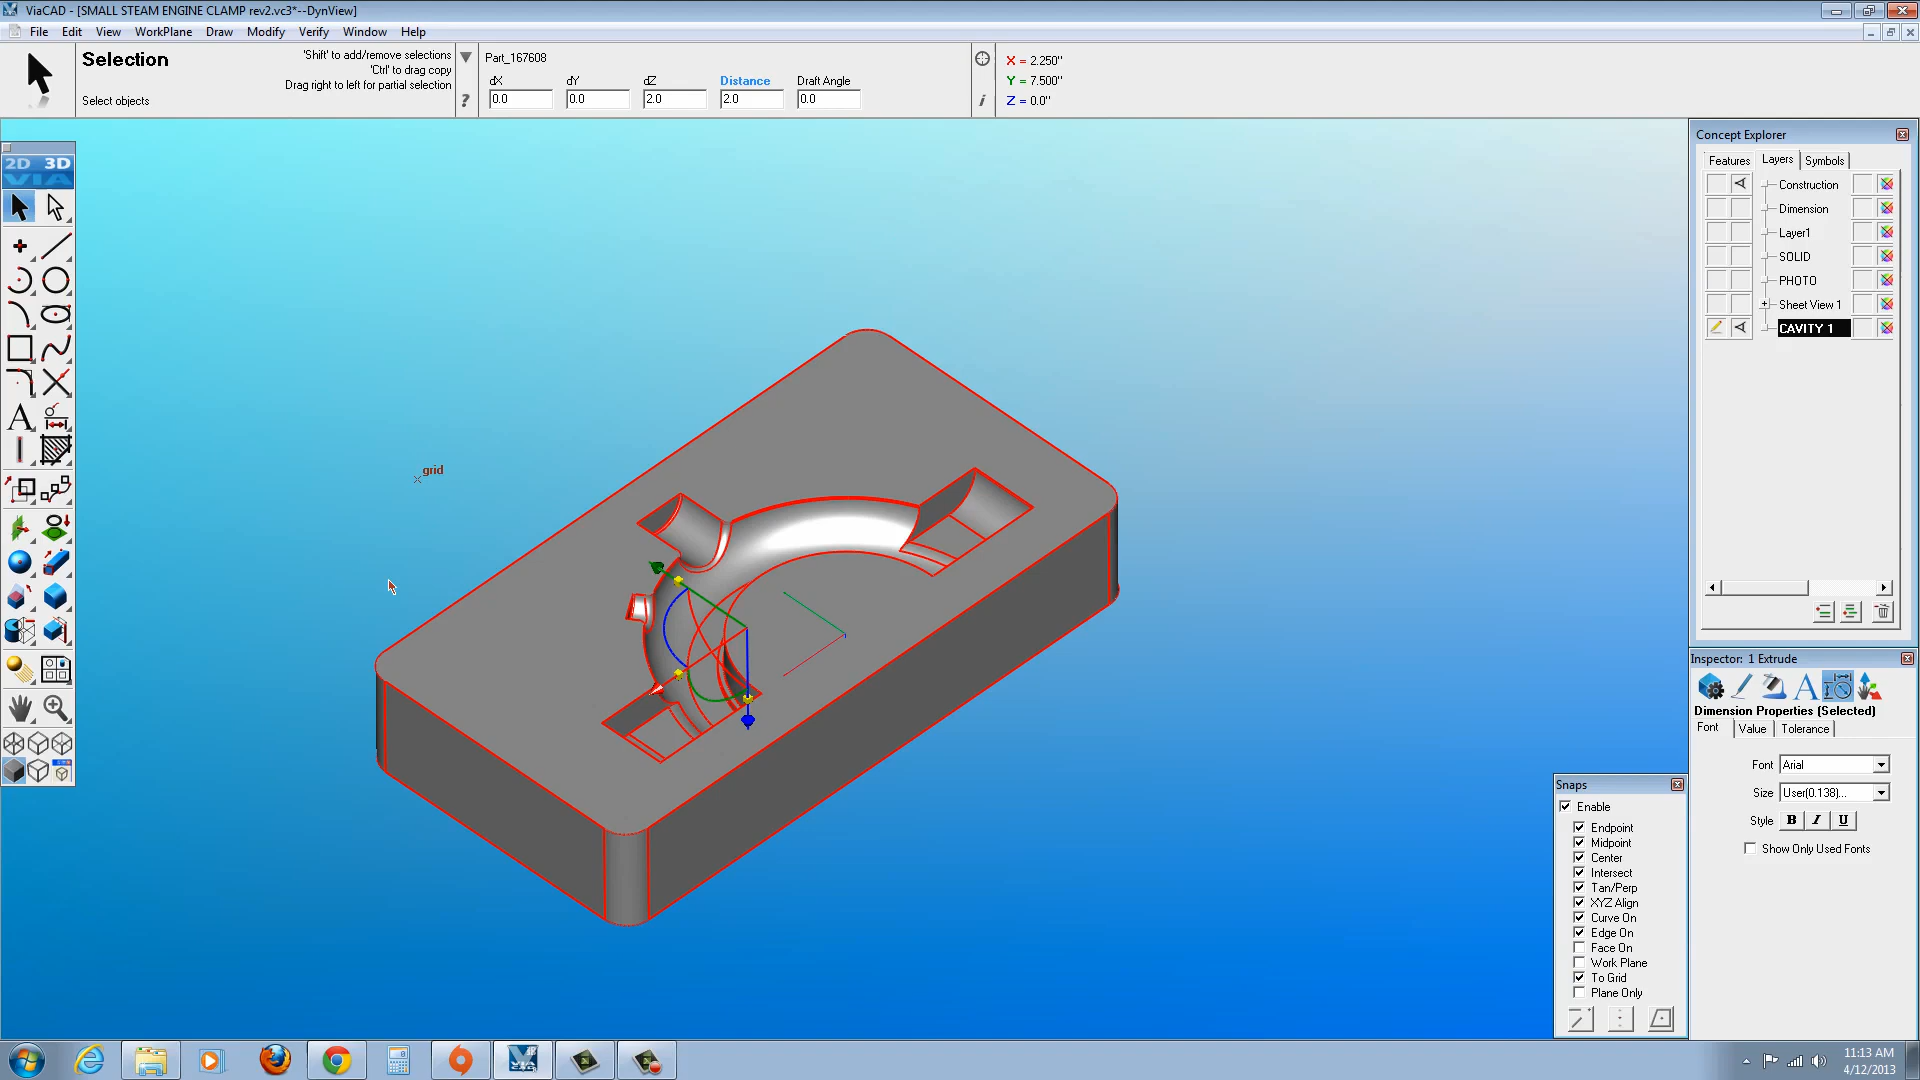 ViaCAD - [SMALL STEAM ENGINE CLAMP rev2.vc3*--DynView]
File Edit View WorkPlane Draw Modify Verify Window Help
Selection
'Shift' to add/remove selections
'Ctrl' to drag copy
Drag right to left for partial selection
Select objects
?
Part_167608
dX dY dZ Distance Draft Angle
0.0 0.0 2.0 2.0 0.0
i
X = 2.250"
Y = 7.500"
Z = 0.0"
2D 3D
VIA
A
grid
Concept Explorer
Features Layers Symbols
Construction
Dimension
Layer1
SOLID
PHOTO
Sheet View 1
CAVITY 1
Inspector: 1 Extrude
Dimension Properties (Selected)
Font Value Tolerance
Font Arial
Size User(0.138)...
Style B I U
Show Only Used Fonts
Snaps
Enable
Endpoint
Midpoint
Center
Intersect
Tan/Perp
XYZ Align
Curve On
Edge On
Face On
Work Plane
To Grid
Plane Only
11:13 AM
4/12/2013